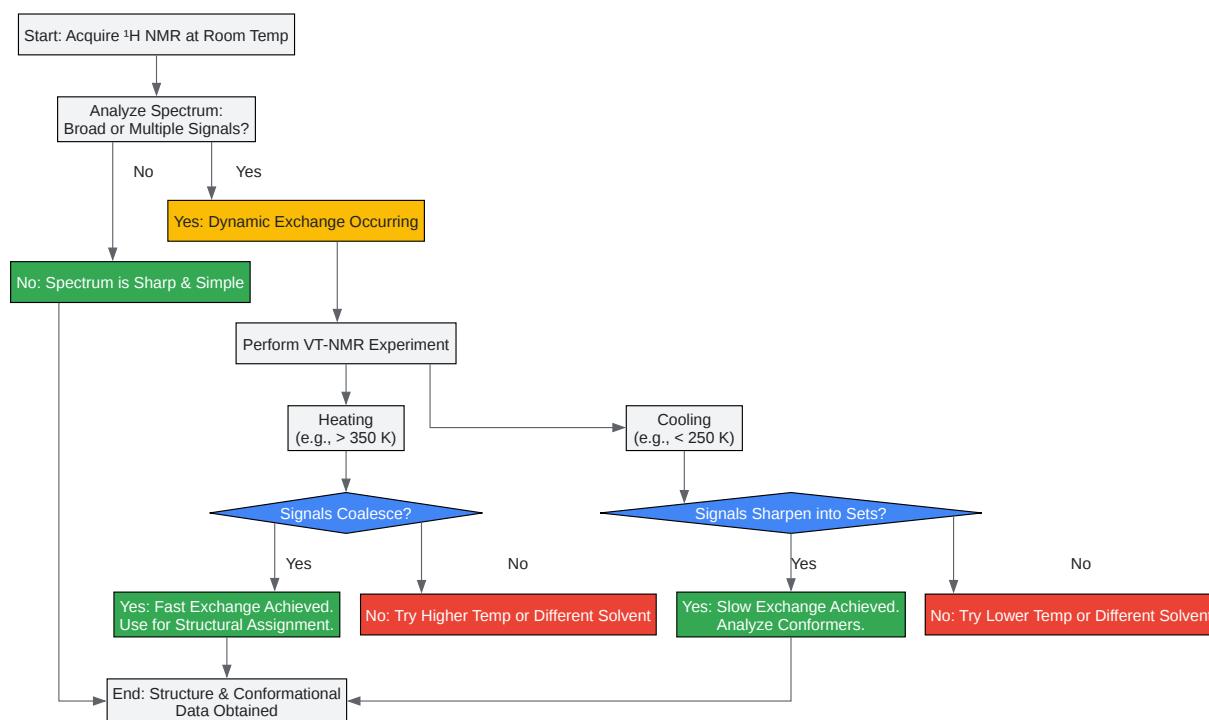 Start: Acquire ¹H NMR at Room Temp
Analyze Spectrum:
Broad or Multiple Signals?
No
Yes
Yes: Dynamic Exchange Occurring
No: Spectrum is Sharp & Simple
Perform VT-NMR Experiment
Heating
(e.g., > 350 K)
Cooling
(e.g., < 250 K)
Signals Coalesce?
Signals Sharpen into Sets?
Yes
No
Yes
No
Yes: Fast Exchange Achieved.
Use for Structural Assignment.
No: Try Higher Temp or Different Solvent
Yes: Slow Exchange Achieved.
Analyze Conformers.
No: Try Lower Temp or Different Solvent
End: Structure & Conformational
Data Obtained